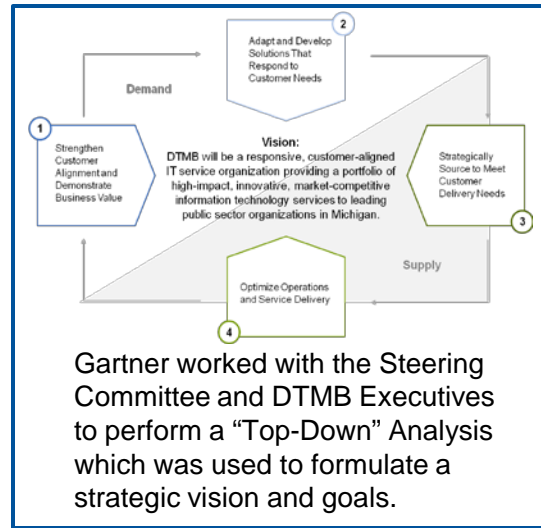 2
Adapt and Develop
Solutions That
Respond to
Customer Needs
Demand
1
Strengthen
Customer
Alignment and
Demonstrate
Business Value
Vision:
DTMB will be a responsive, customer-aligned
IT service organization providing a portfolio of
high-impact, innovative, market-competitive
information technology services to leading
public sector organizations in Michigan.
Strategically
Source to Meet
Customer
Delivery Needs
3
Supply
Optimize Operations
and Service Delivery
4
Gartner worked with the Steering
Committee and DTMB Executives
to perform a “Top-Down” Analysis
which was used to formulate a
strategic vision and goals.